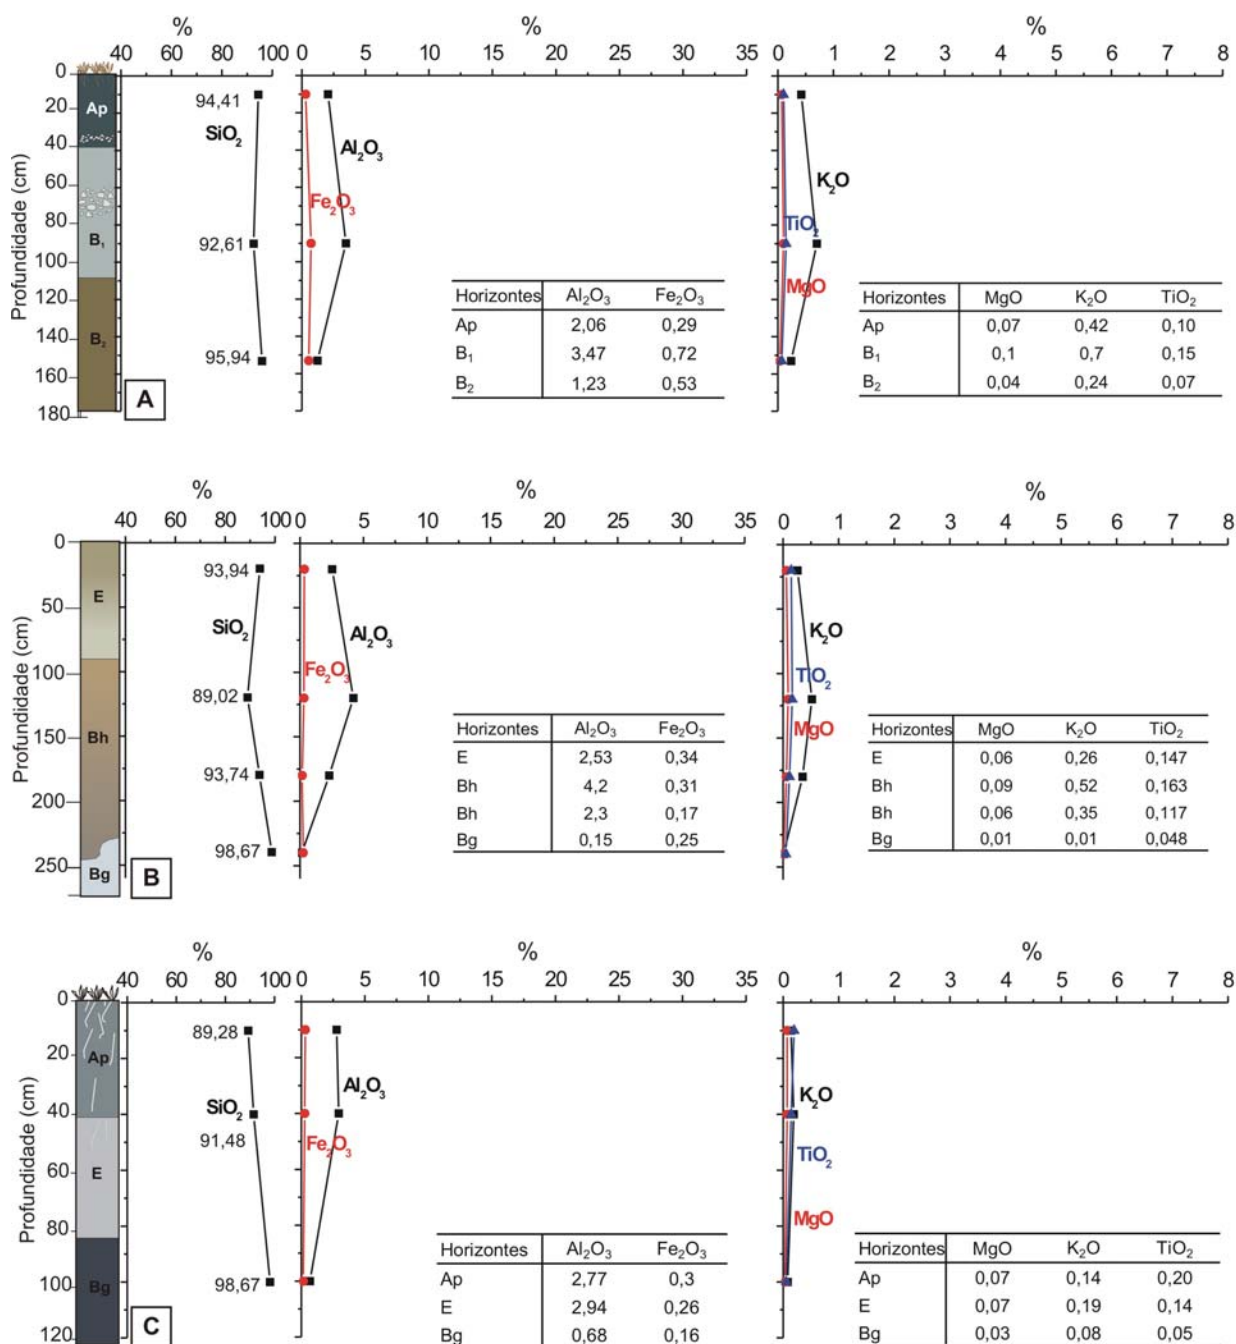 % % %
40 60 80 100 0 5 10 15 20 25 30 35 0 1 2 3 4 5 6 7 8
Profundidade (cm)
0
20
40
60
80
100
120
140
160
180
Ap
B1
B2
94,41
SiO2
92,61
95,94
Al2O3
Fe2O3
K2O
TiO2
MgO
Horizontes Al2O3 Fe2O3
Ap 2,06 0,29
B1 3,47 0,72
B2 1,23 0,53
Horizontes MgO K2O TiO2
Ap 0,07 0,42 0,10
B1 0,1 0,7 0,15
B2 0,04 0,24 0,07
A
% % %
40 60 80 100 0 5 10 15 20 25 30 35 0 1 2 3 4 5 6 7 8
Profundidade (cm)
0
50
100
150
200
250
E
Bh
Bg
93,94
SiO2
89,02
93,74
98,67
Al2O3
Fe2O3
K2O
TiO2
MgO
Horizontes Al2O3 Fe2O3
E 2,53 0,34
Bh 4,2 0,31
Bh 2,3 0,17
Bg 0,15 0,25
Horizontes MgO K2O TiO2
E 0,06 0,26 0,147
Bh 0,09 0,52 0,163
Bh 0,06 0,35 0,117
Bg 0,01 0,01 0,048
B
% % %
40 60 80 100 0 5 10 15 20 25 30 35 0 1 2 3 4 5 6 7 8
Profundidade (cm)
0
20
40
60
80
100
120
Ap
E
Bg
89,28
SiO2
91,48
98,67
Al2O3
Fe2O3
K2O
TiO2
MgO
Horizontes Al2O3 Fe2O3
Ap 2,77 0,3
E 2,94 0,26
Bg 0,68 0,16
Horizontes MgO K2O TiO2
Ap 0,07 0,14 0,20
E 0,07 0,19 0,14
Bg 0,03 0,08 0,05
C